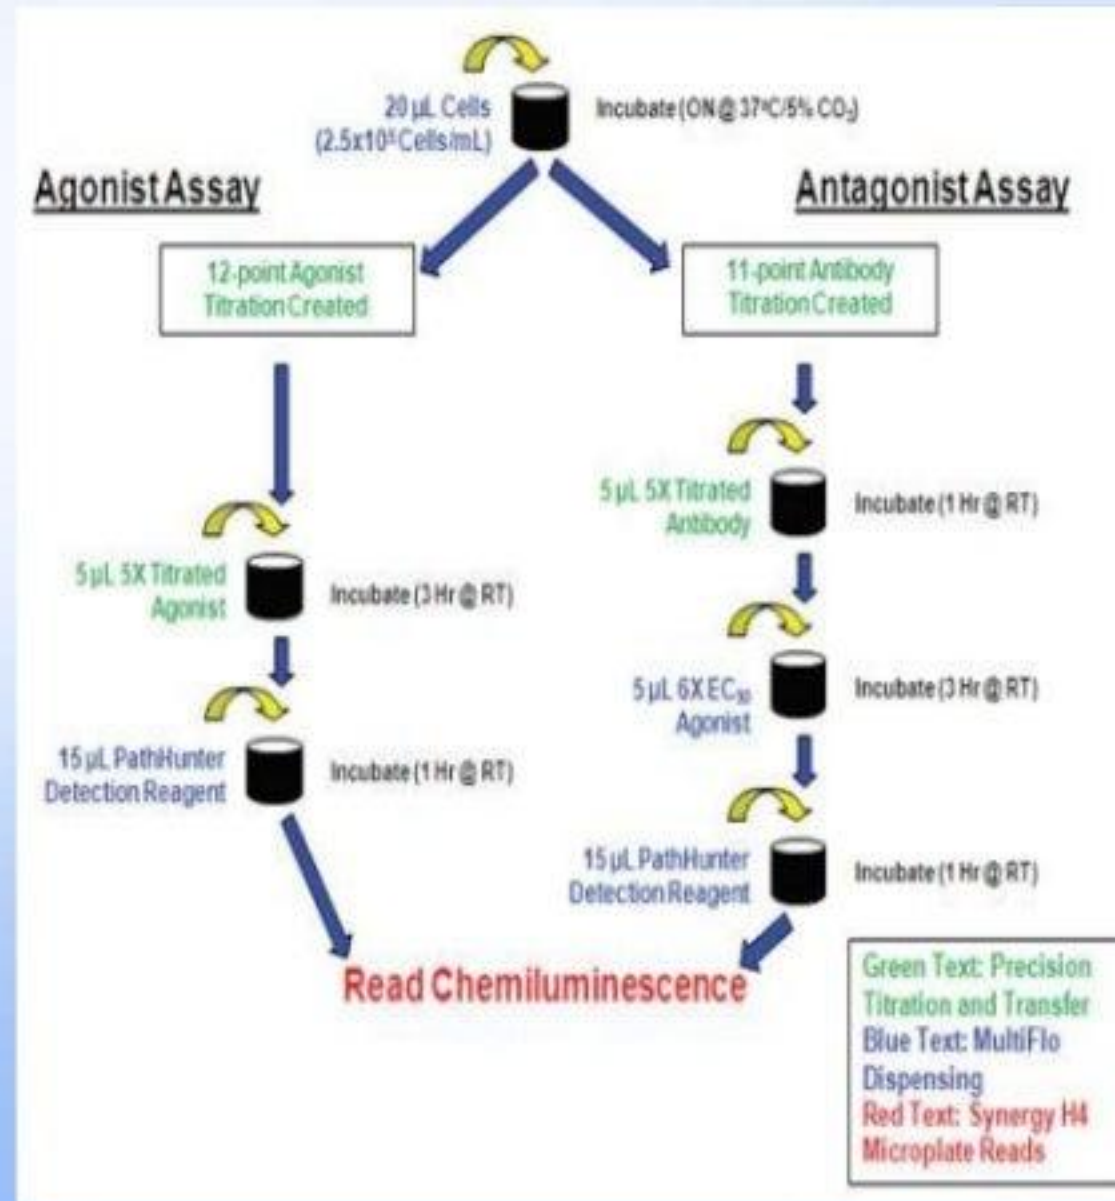 20 µL Cells
(2.5x10⁵ Cells/mL)
Incubate (ON @ 37ºC/5% CO₂)
Agonist Assay
12-point Agonist
Titration Created
5 µL 5X Titrated
Agonist
Incubate (3 Hr @ RT)
15 µL PathHunter
Detection Reagent
Incubate (1 Hr @ RT)
Antagonist Assay
11-point Antibody
Titration Created
5 µL 5X Titrated
Antibody
Incubate (1 Hr @ RT)
5 µL 6X
Agonist
Incubate (3 Hr @ RT)
15 µL PathHunter
Detection Reagent
Incubate (1 Hr @ RT)
Read Chemiluminescence
Green Text: Precision
Titration and Transfer
Blue Text: MultiFlo
Dispensing
Red Text: Synergy H4
Microplate Reads